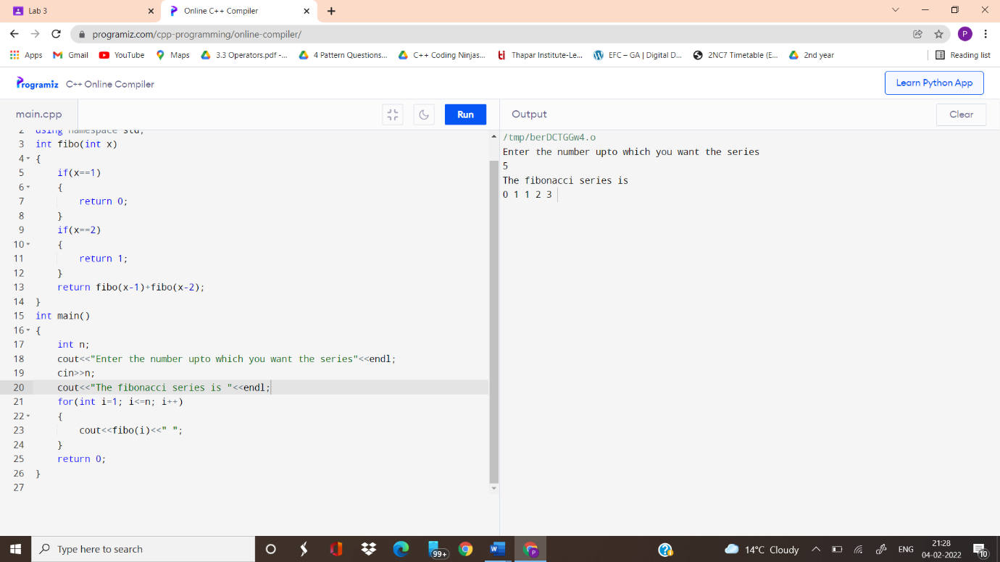 Lab 3
Online C++ Compiler
programiz.com/cpp-programming/online-compiler/
P
Apps Gmail YouTube Maps 3.3 Operators.pdf -... 4 Pattern Questions... C++ Coding Ninjas... Thapar Institute-Le... EFC – GA | Digital D... 2NC7 Timetable (E... 2nd year Reading list
Programiz C++ Online Compiler
Learn Python App
main.cpp
Run
Output
Clear
2 using namespace std;
3 int fibo(int x)
4 {
5 if(x==1)
6 {
7 return 0;
8 }
9 if(x==2)
10 {
11 return 1;
12 }
13 return fibo(x-1)+fibo(x-2);
14 }
15 int main()
16 {
17 int n;
18 cout<<"Enter the number upto which you want the series"<<endl;
19 cin>>n;
20 cout<<"The fibonacci series is "<<endl;
21 for(int i=1; i<=n; i++)
22 {
23 cout<<fibo(i)<<" ";
24 }
25 return 0;
26 }
27
/tmp/berDCTGGw4.o
Enter the number upto which you want the series
5
The fibonacci series is
0 1 1 2 3
Type here to search
99+
W
P
14°C Cloudy
ENG
21:28
04-02-2022
10